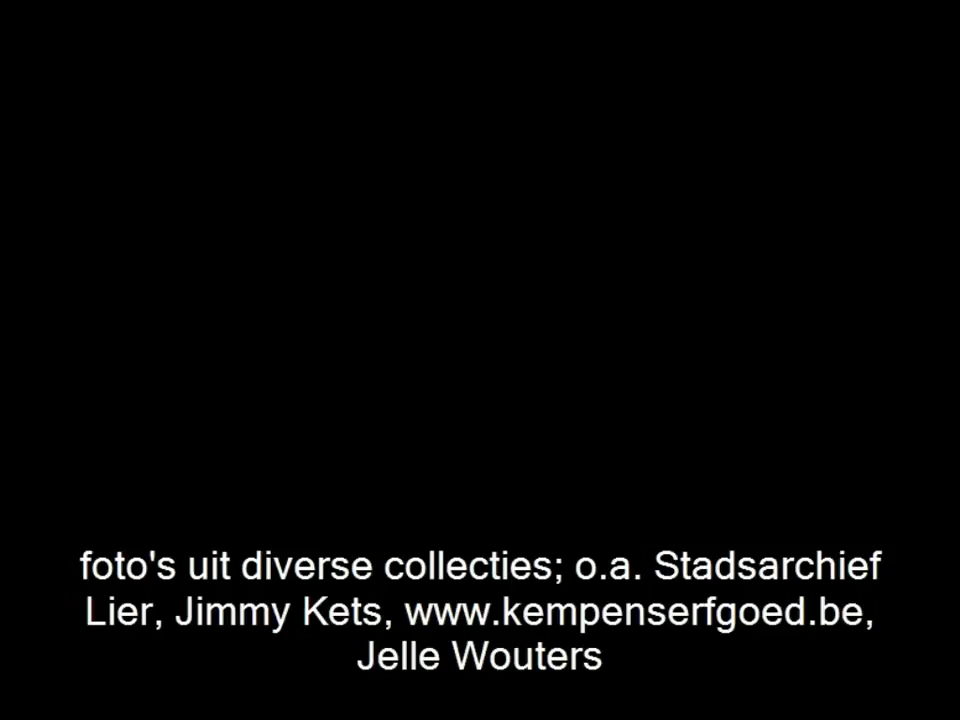 foto's uit diverse collecties; o.a. Stadsarchief
Lier, Jimmy Kets, www.kempenserfgoed.be,
Jelle Wouters